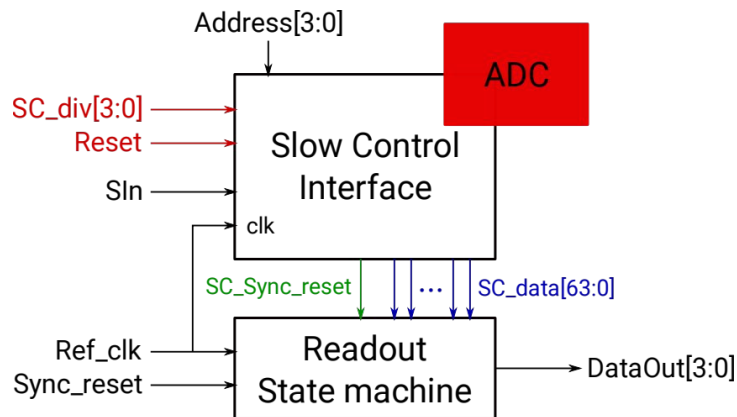 Address[3:0]
ADC
SC_div[3:0]
Reset
Slow Control
Interface
SIn
clk
SC_Sync_reset
...
SC_data[63:0]
Ref_clk
Readout
State machine
DataOut[3:0]
Sync_reset